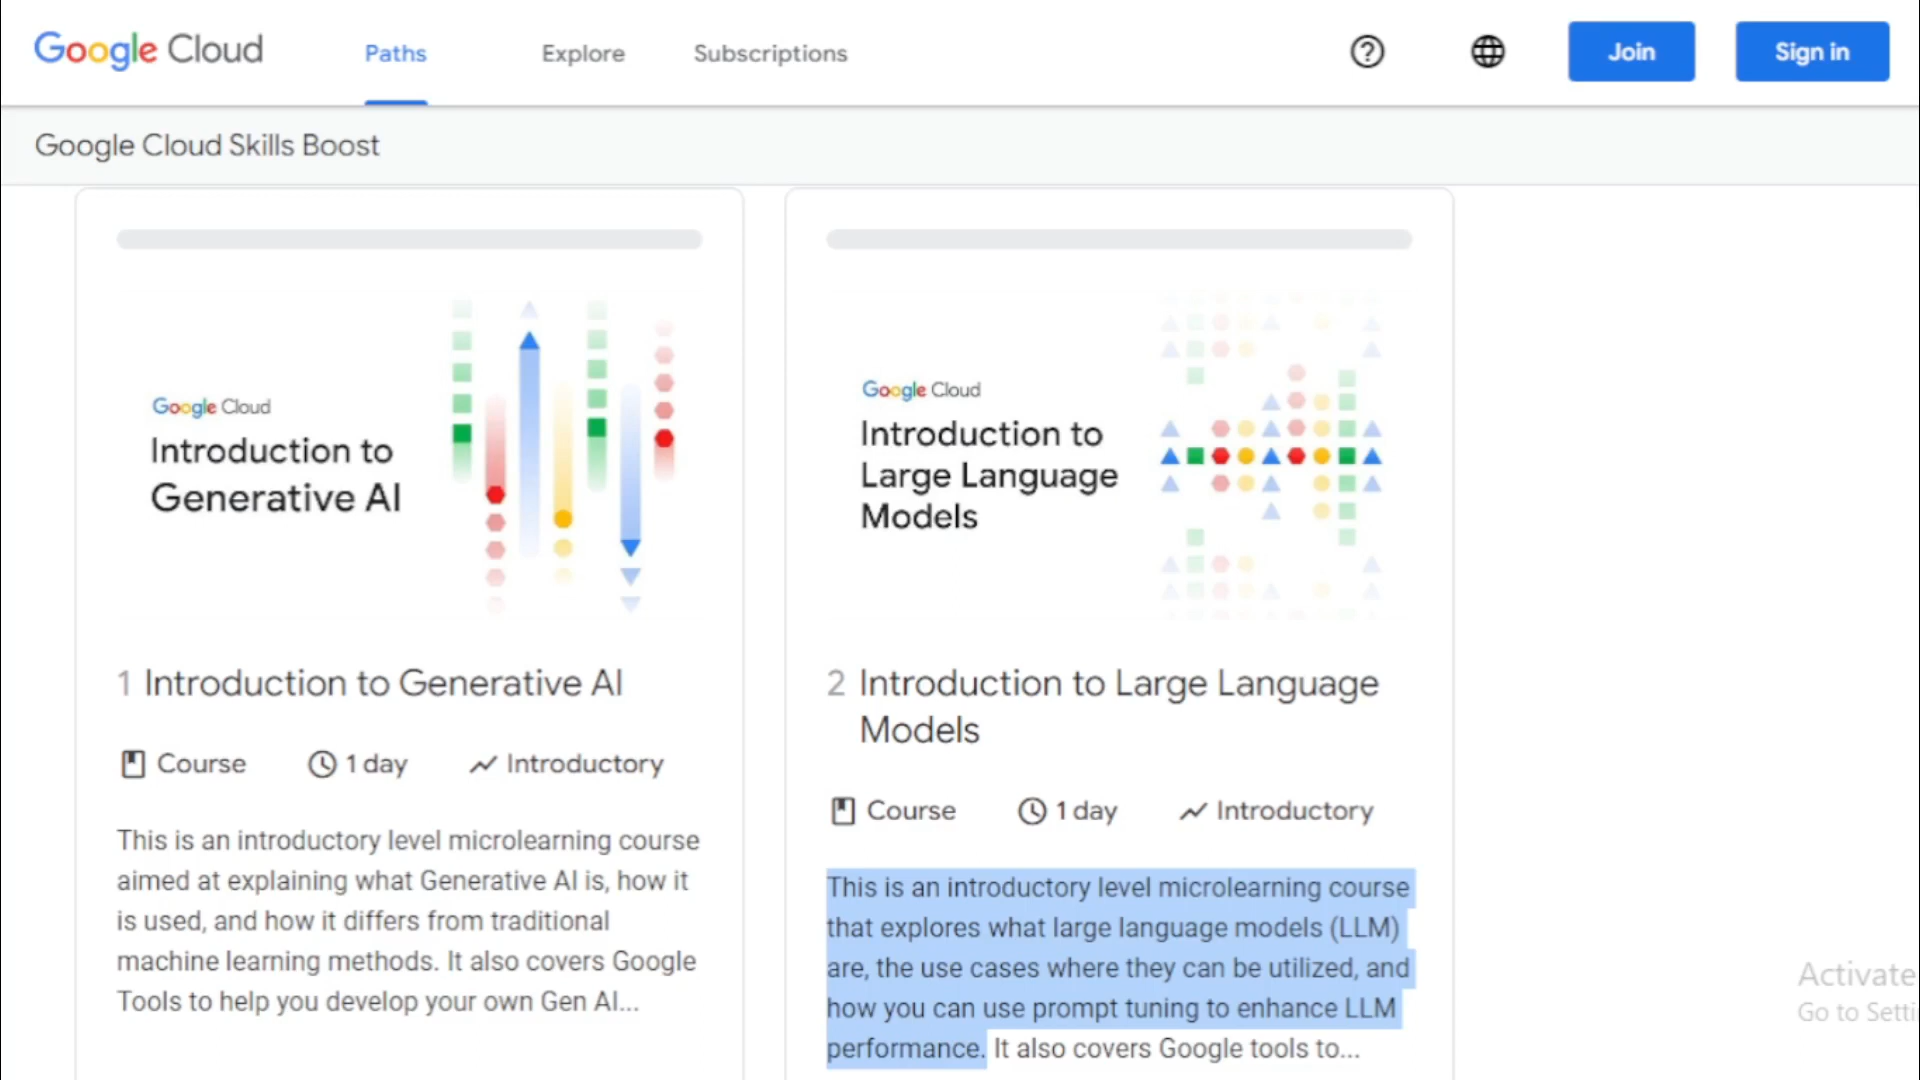 Google Cloud
Paths
Explore
Subscriptions
Join
Sign in
Google Cloud Skills Boost
Google Cloud
Introduction to
Generative AI
1 Introduction to Generative AI
Course
1 day
Introductory
This is an introductory level microlearning course
aimed at explaining what Generative AI is, how it
is used, and how it differs from traditional
machine learning methods. It also covers Google
Tools to help you develop your own Gen AI...
Google Cloud
Introduction to
Large Language
Models
2 Introduction to Large Language
Models
Course
1 day
Introductory
This is an introductory level microlearning course
that explores what large language models (LLM)
are, the use cases where they can be utilized, and
how you can use prompt tuning to enhance LLM
performance. It also covers Google tools to...
Activate
Go to Setti